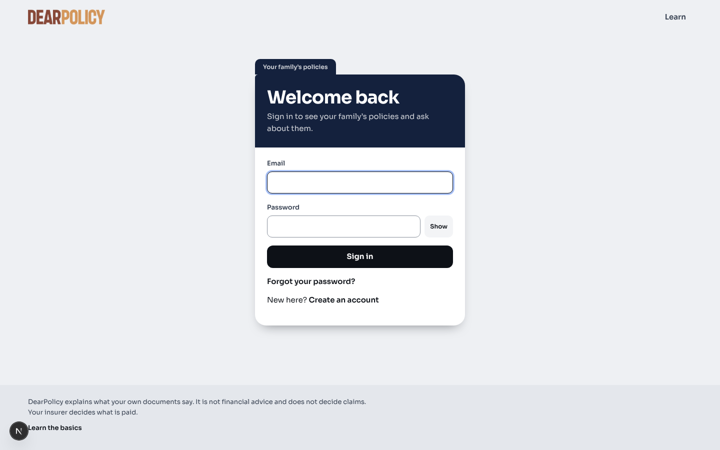 DEARPOLICY
Learn
Your family's policies
Welcome back
Sign in to see your family's policies and ask
about them.
Email
Password
Show
Sign in
Forgot your password?
New here? Create an account
DearPolicy explains what your own documents say. It is not financial advice and does not decide claims.
Your insurer decides what is paid.
N
Learn the basics